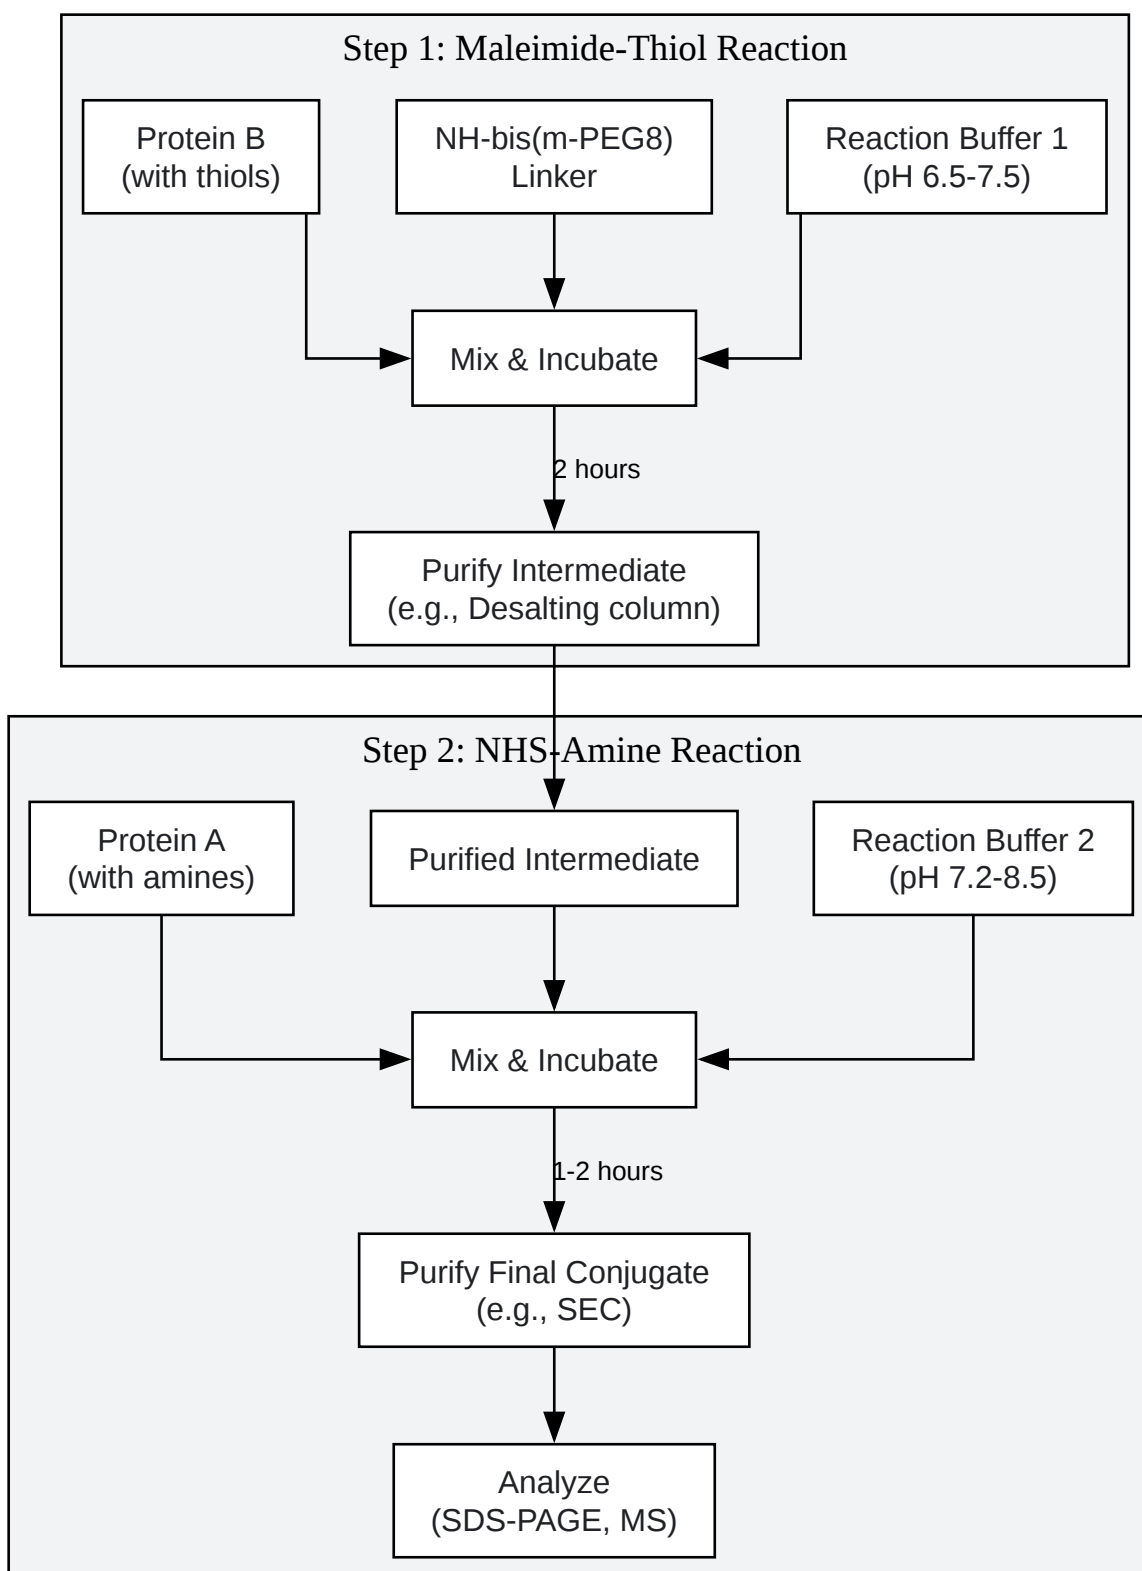 Step 1: Maleimide-Thiol Reaction
Protein B
(with thiols)
NH-bis(m-PEG8)
Linker
Reaction Buffer 1
(pH 6.5-7.5)
Mix & Incubate
2 hours
Purify Intermediate
(e.g., Desalting column)
Step 2: NHS-Amine Reaction
Protein A
(with amines)
Purified Intermediate
Reaction Buffer 2
(pH 7.2-8.5)
Mix & Incubate
1-2 hours
Purify Final Conjugate
(e.g., SEC)
Analyze
(SDS-PAGE, MS)